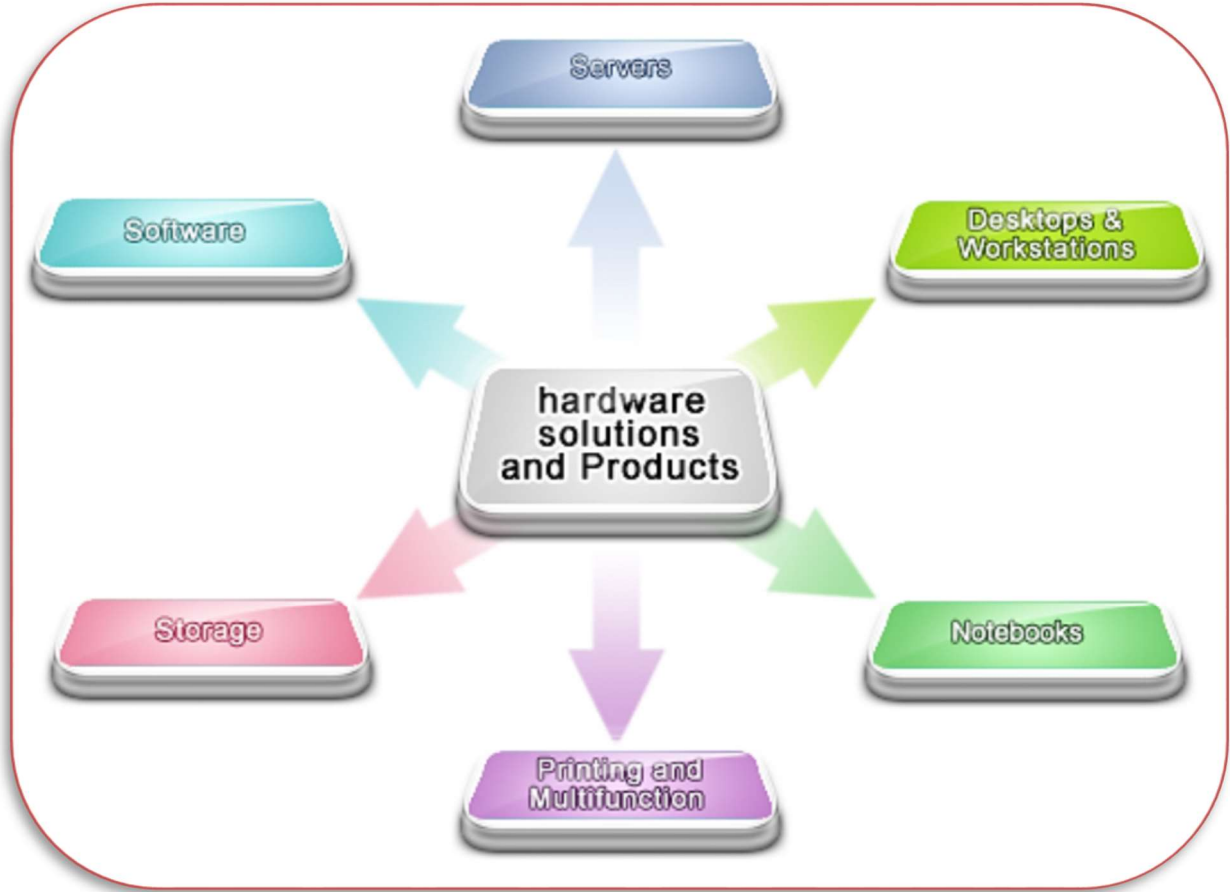 Servers
Software
Desktops &
Workstations
hardware
solutions
and Products
Storage
Notebooks
Printing and
Multifunction